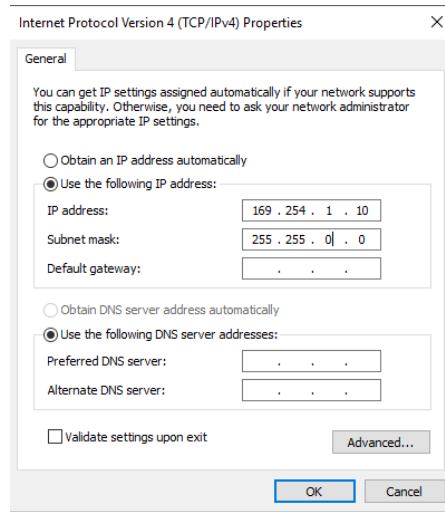 Internet Protocol Version 4 (TCP/IPv4) Properties
General
You can get IP settings assigned automatically if your network supports
this capability. Otherwise, you need to ask your network administrator
for the appropriate IP settings.
Obtain an IP address automatically
Use the following IP address:
IP address: 169 . 254 . 1 . 10
Subnet mask: 255 . 255 . 0 . 0
Default gateway: . . .
Obtain DNS server address automatically
Use the following DNS server addresses:
Preferred DNS server: . . .
Alternate DNS server: . . .
Validate settings upon exit
Advanced...
OK Cancel